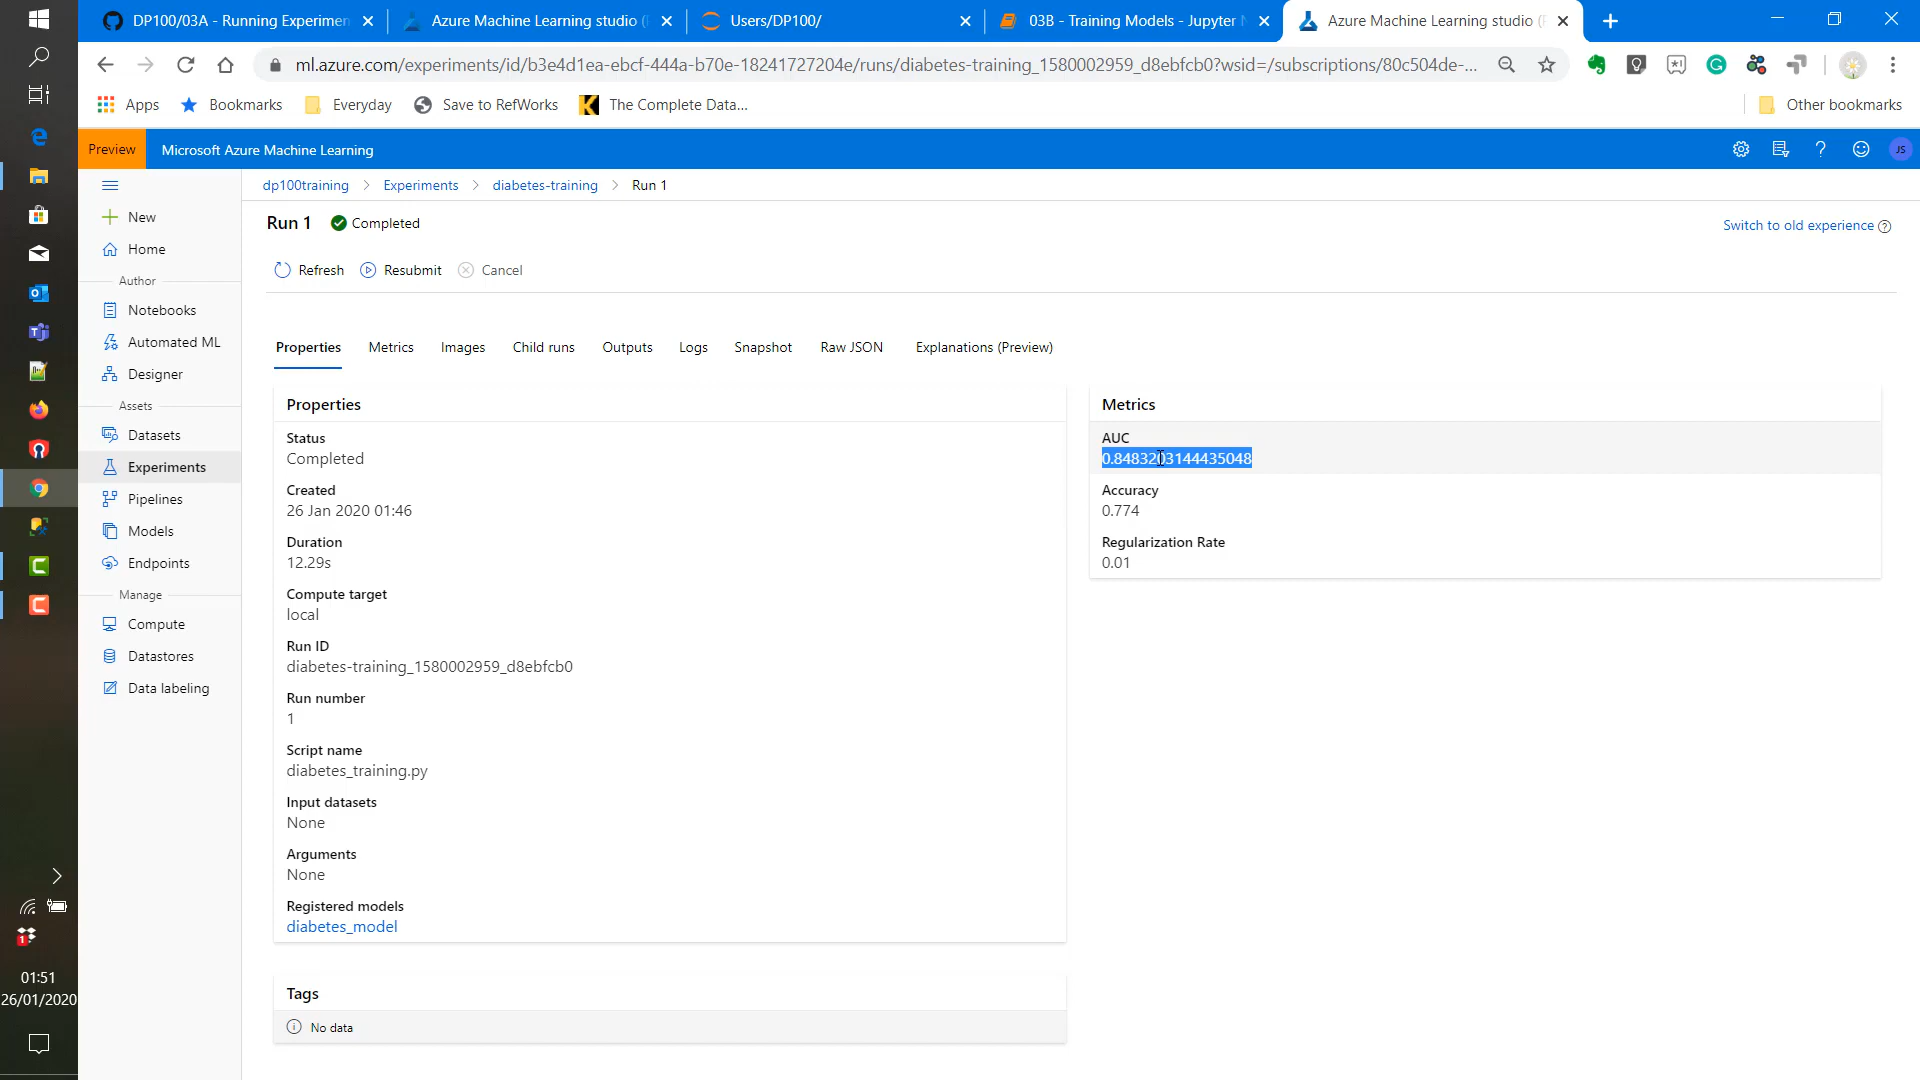 DP100/03A - Running Experimen
Azure Machine Learning studio (
Users/DP100/
03B - Training Models - Jupyter N
Azure Machine Learning studio (P
ml.azure.com/experiments/id/b3e4d1ea-ebcf-444a-b70e-18241727204e/runs/diabetes-training_1580002959_d8ebfcb0?wsid=/subscriptions/80c504de-...
Apps
Bookmarks
Everyday
Save to RefWorks
The Complete Data...
Other bookmarks
Preview
Microsoft Azure Machine Learning
JS
New
Home
Author
Notebooks
Automated ML
Designer
Assets
Datasets
Experiments
Pipelines
Models
Endpoints
Manage
Compute
Datastores
Data labeling
dp100training > Experiments > diabetes-training > Run 1
Run 1 Completed
Switch to old experience
Refresh Resubmit Cancel
Properties Metrics Images Child runs Outputs Logs Snapshot Raw JSON Explanations (Preview)
Properties
Status
Completed
Created
26 Jan 2020 01:46
Duration
12.29s
Compute target
local
Run ID
diabetes-training_1580002959_d8ebfcb0
Run number
1
Script name
diabetes_training.py
Input datasets
None
Arguments
None
Registered models
diabetes_model
Tags
No data
Metrics
AUC
0.8483203144435048
Accuracy
0.774
Regularization Rate
0.01
01:51
26/01/2020